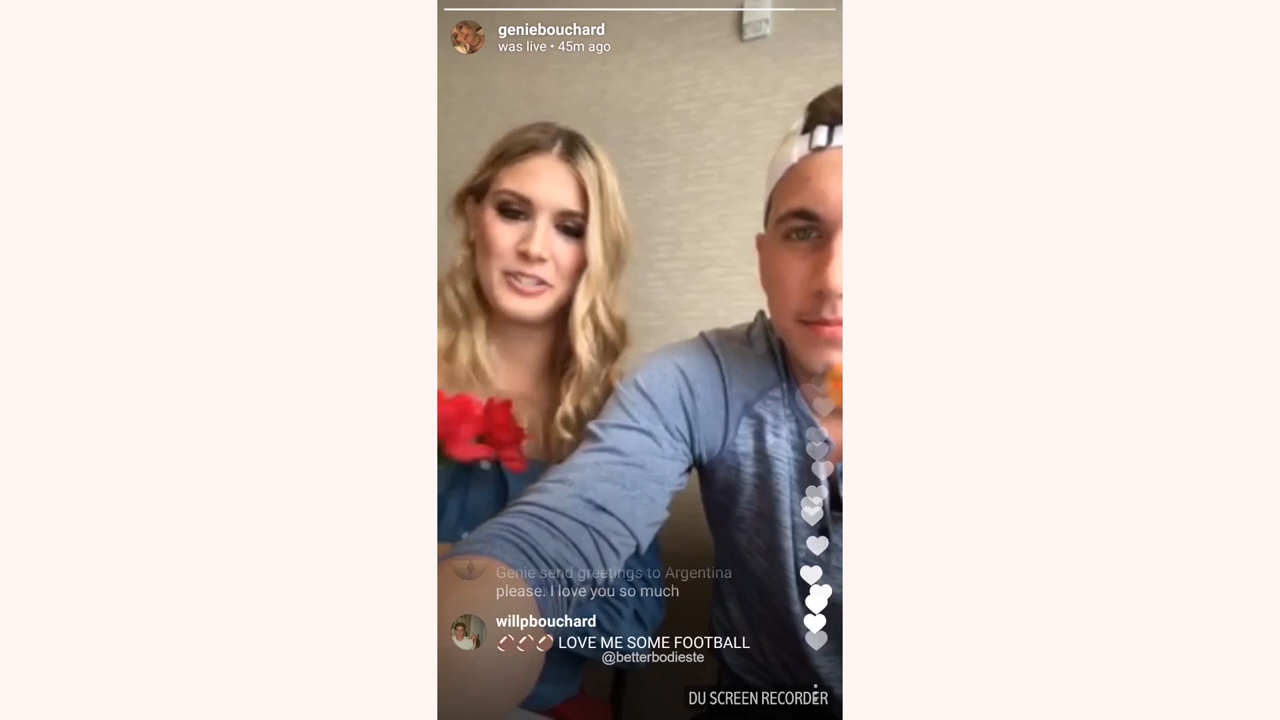 geniebouchard
was live • 45m ago
Genie send greetings to Argentina
please. I love you so much
willpbouchard
🏈🏈🏈 LOVE ME SOME FOOTBALL
@betterbodieste
DU SCREEN RECORDER